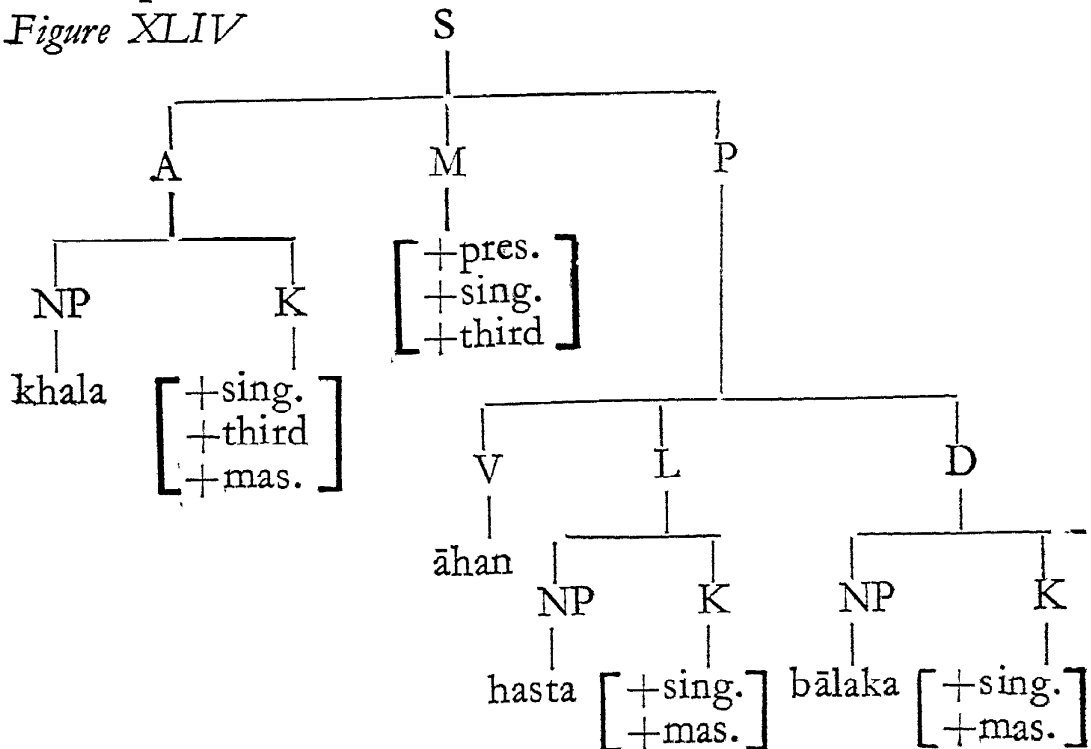 Figure XLIV
S
A M P
NP K [+pres. +sing. +third]
khala [+sing. +third +mas.]
V L D
āhan NP K NP K
hasta [+sing. +mas.] bālaka [+sing. +mas.]